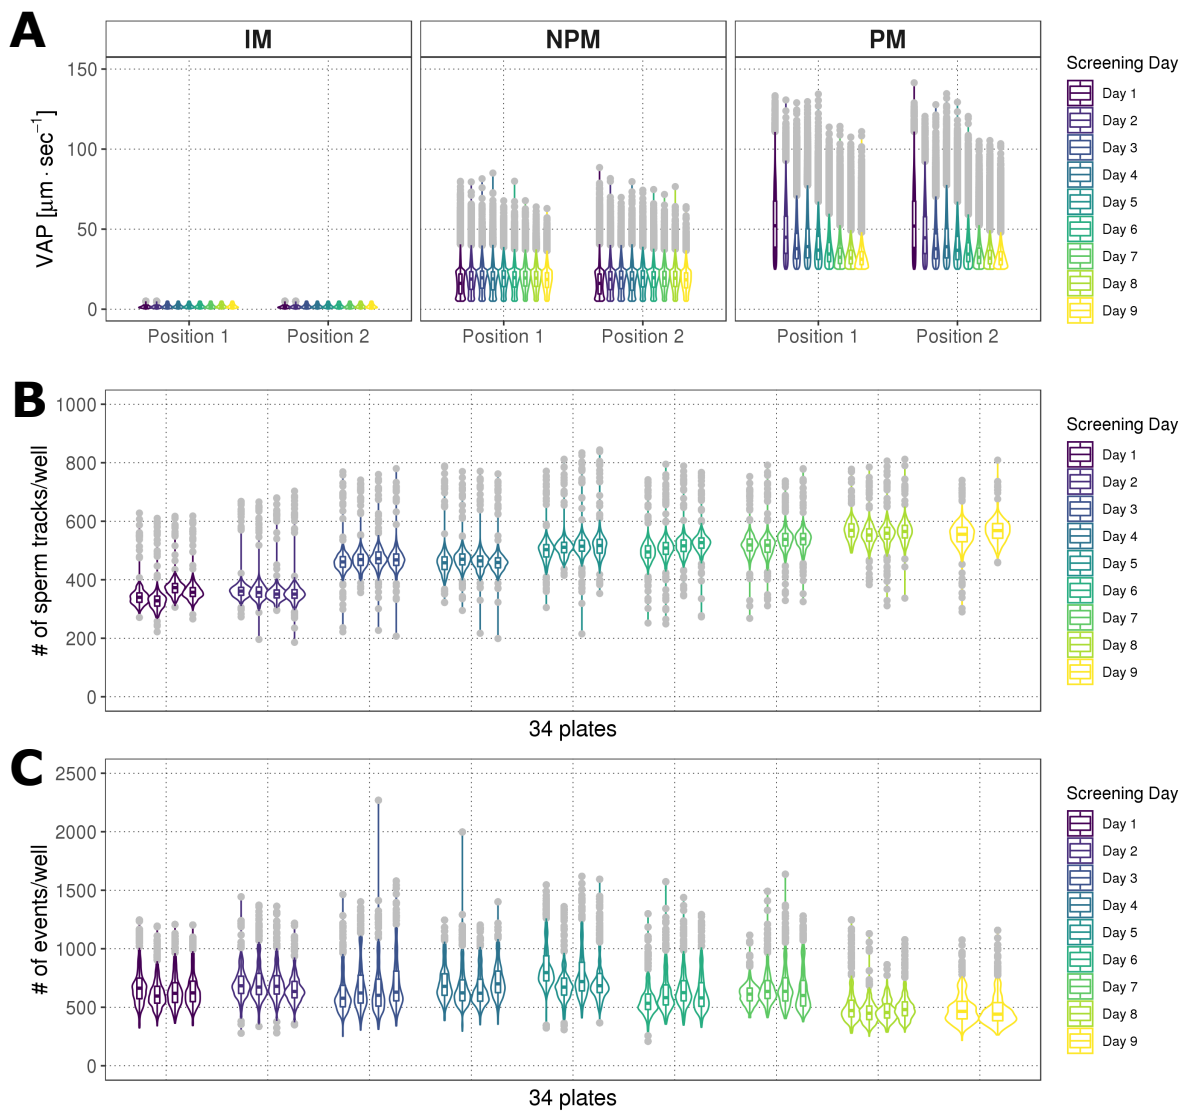 A
IM NPM PM
VAP [μm · sec⁻¹]
150
100
50
0
Position 1 Position 2 Position 1 Position 2 Position 1 Position 2
Screening Day
Day 1
Day 2
Day 3
Day 4
Day 5
Day 6
Day 7
Day 8
Day 9
B
# of sperm tracks/well
1000
800
600
400
200
0
34 plates
Screening Day
Day 1
Day 2
Day 3
Day 4
Day 5
Day 6
Day 7
Day 8
Day 9
C
# of events/well
2500
2000
1500
1000
500
0
34 plates
Screening Day
Day 1
Day 2
Day 3
Day 4
Day 5
Day 6
Day 7
Day 8
Day 9